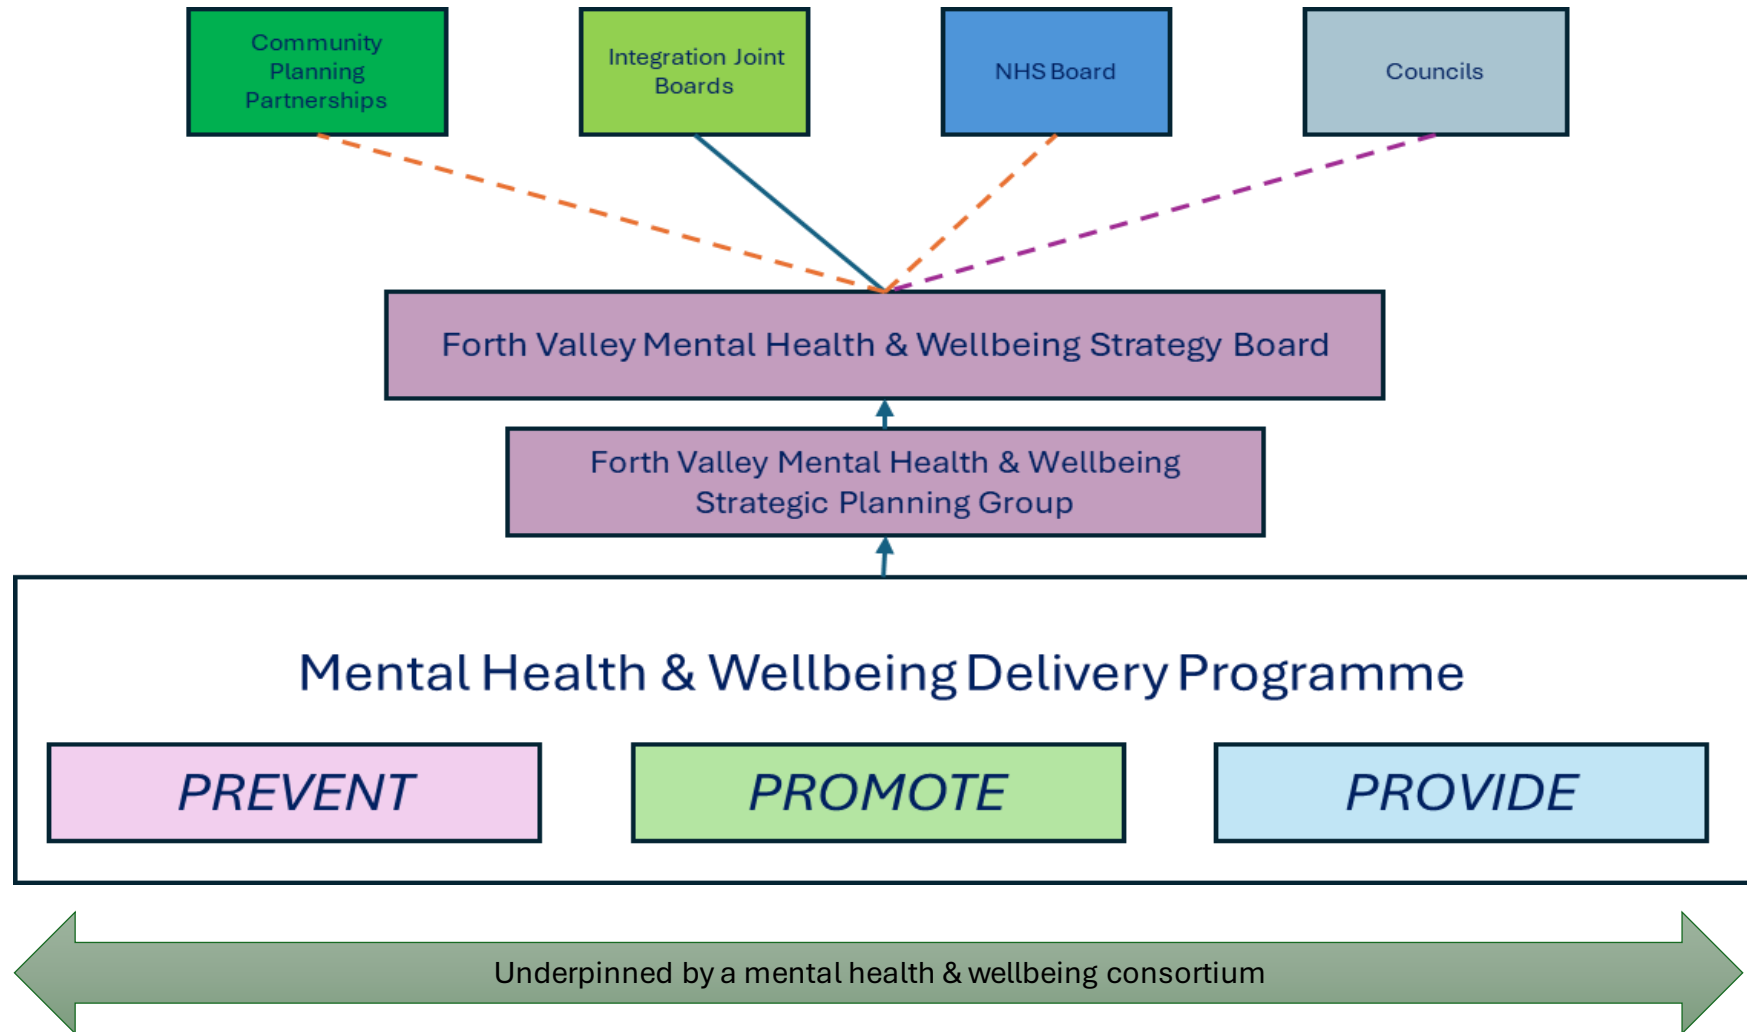 Community
Planning
Partnerships
Integration Joint
Boards
NHS Board
Councils
Forth Valley Mental Health & Wellbeing Strategy Board
Forth Valley Mental Health & Wellbeing
Strategic Planning Group
Mental Health & Wellbeing Delivery Programme
PREVENT
PROMOTE
PROVIDE
Underpinned by a mental health & wellbeing consortium